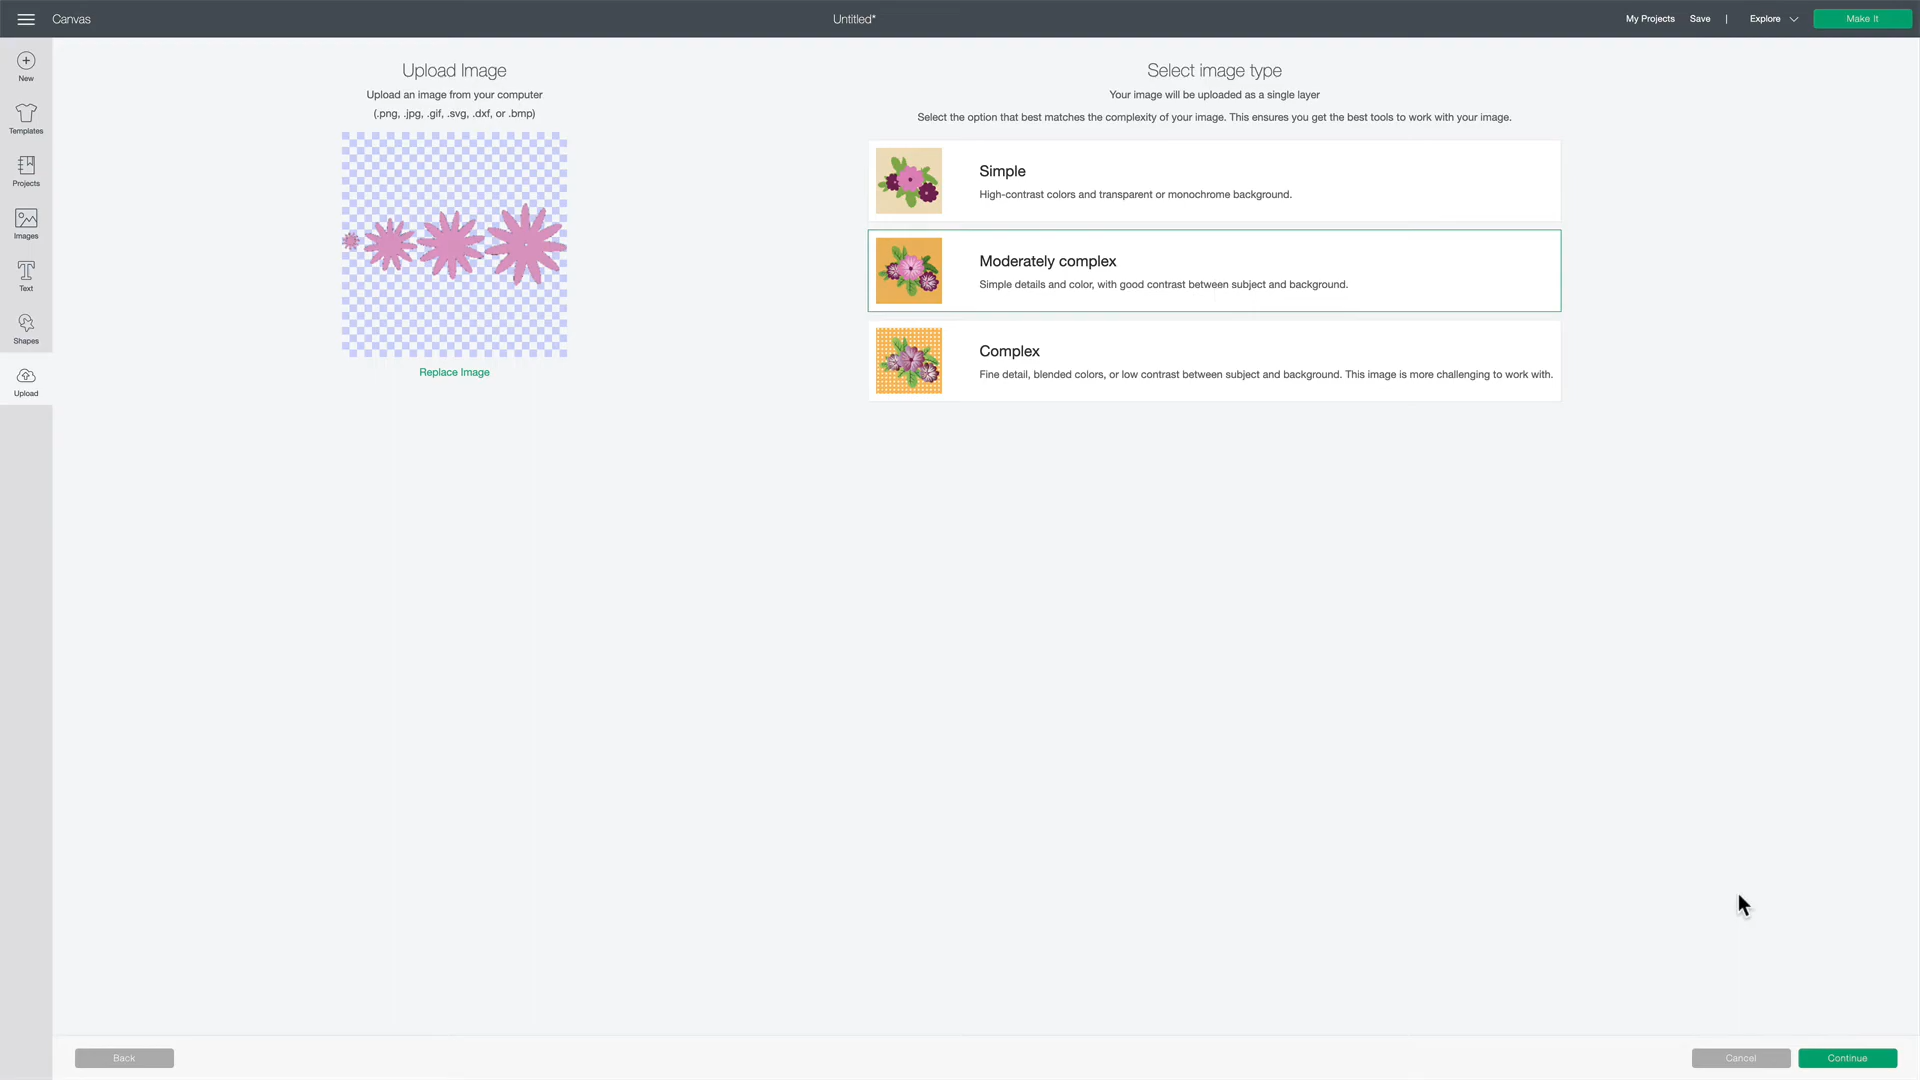 Canvas
Untitled*
My Projects
Save
|
Explore
Make It
New
Templates
Projects
Images
Text
Shapes
Upload
Upload Image
Upload an image from your computer
(.png, .jpg, .gif, .svg, .dxf, or .bmp)
Replace Image
Select image type
Your image will be uploaded as a single layer
Select the option that best matches the complexity of your image. This ensures you get the best tools to work with your image.
Simple
High-contrast colors and transparent or monochrome background.
Moderately complex
Simple details and color, with good contrast between subject and background.
Complex
Fine detail, blended colors, or low contrast between subject and background. This image is more challenging to work with.
Back
Cancel
Continue